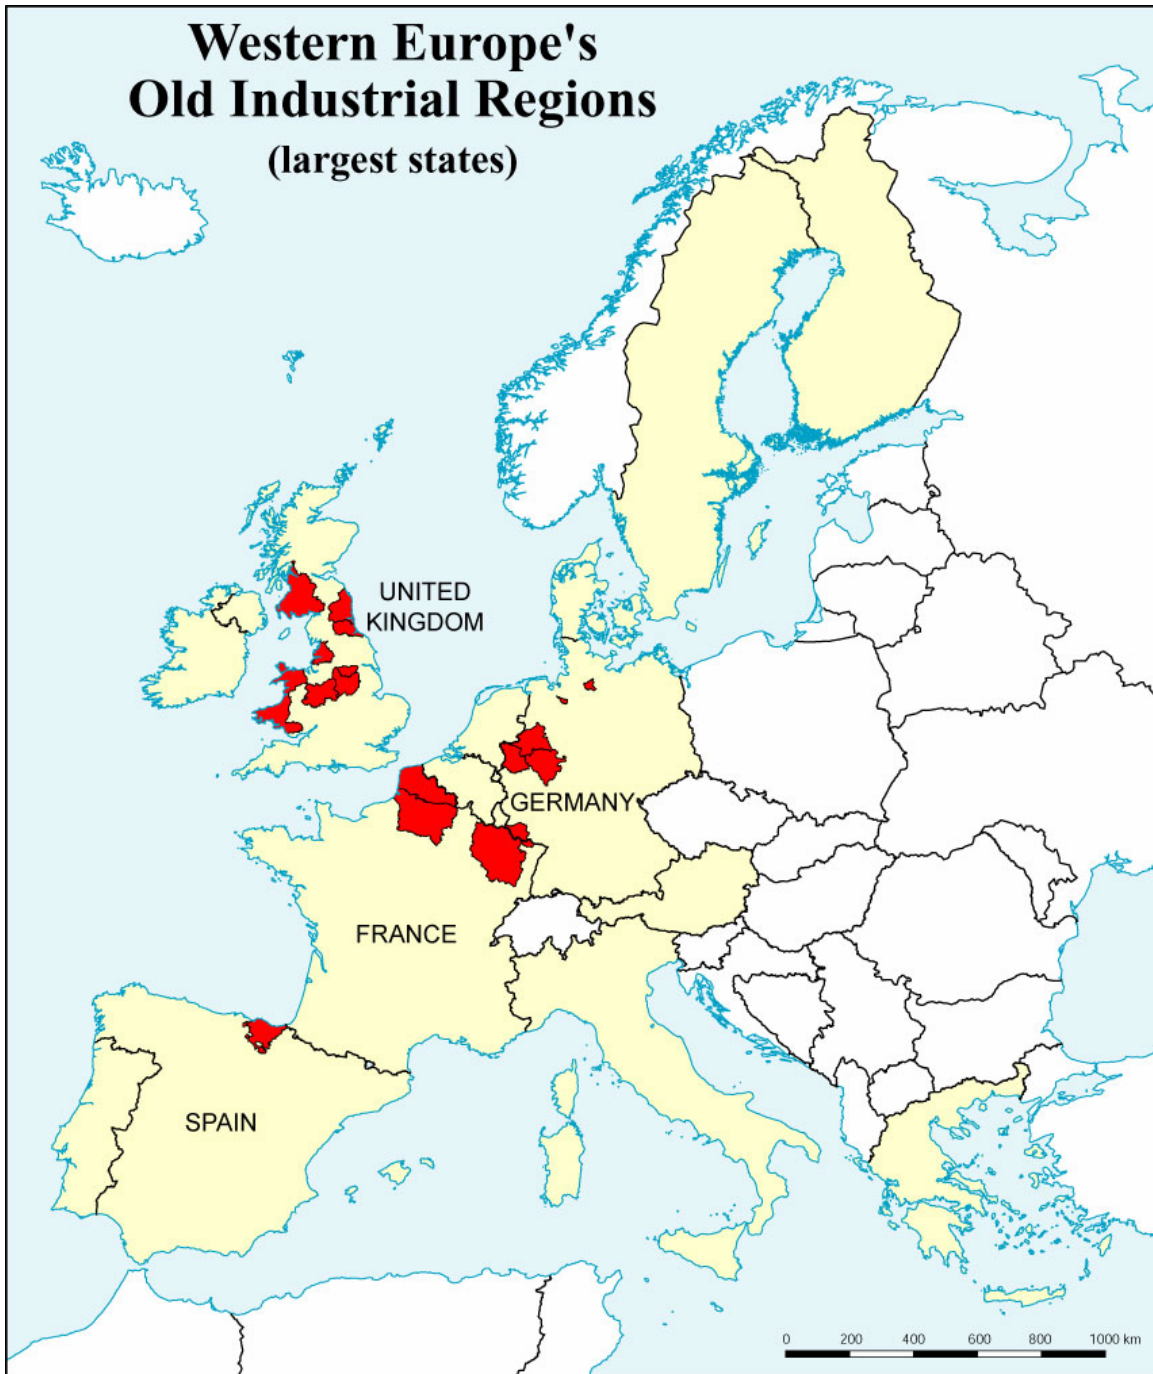 Western Europe's
Old Industrial Regions
(largest states)
UNITED
KINGDOM
GERMANY
FRANCE
SPAIN
0 200 400 600 800 1000 km